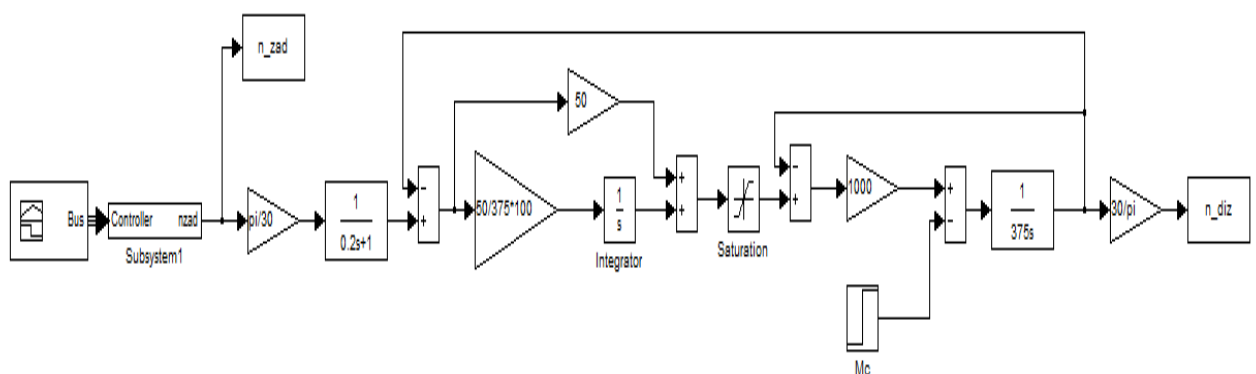 n_zad
Bus
Controller nzad
Subsystem1
pi/30
1
0.2s+1
-
+
50
50/375*100
1
s
Integrator
+
+
Saturation
-
+
1000
+
-
1
375s
30/pi
n_diz
Mc